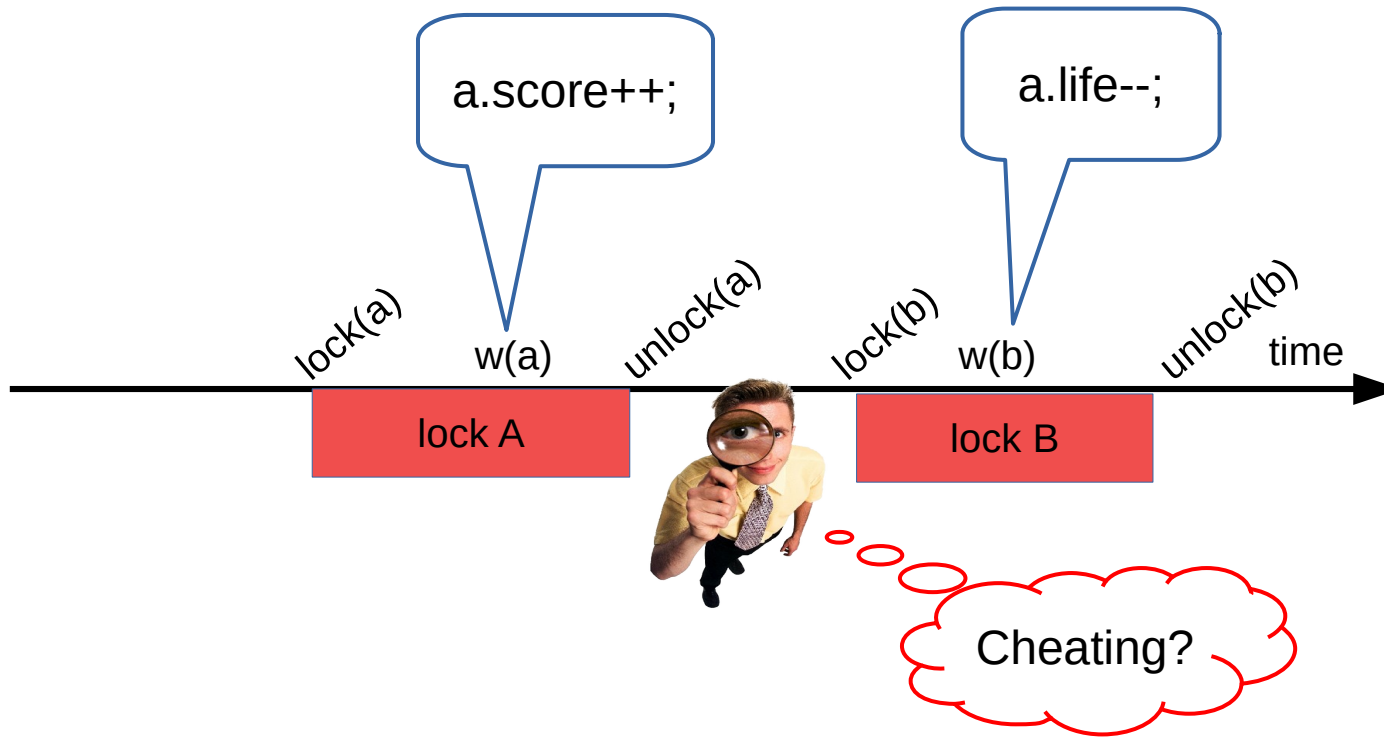 a.score++;
a.life--;
lock(a)
w(a)
unlock(a)
lock(b)
w(b)
unlock(b)
time
lock A
lock B
Cheating?